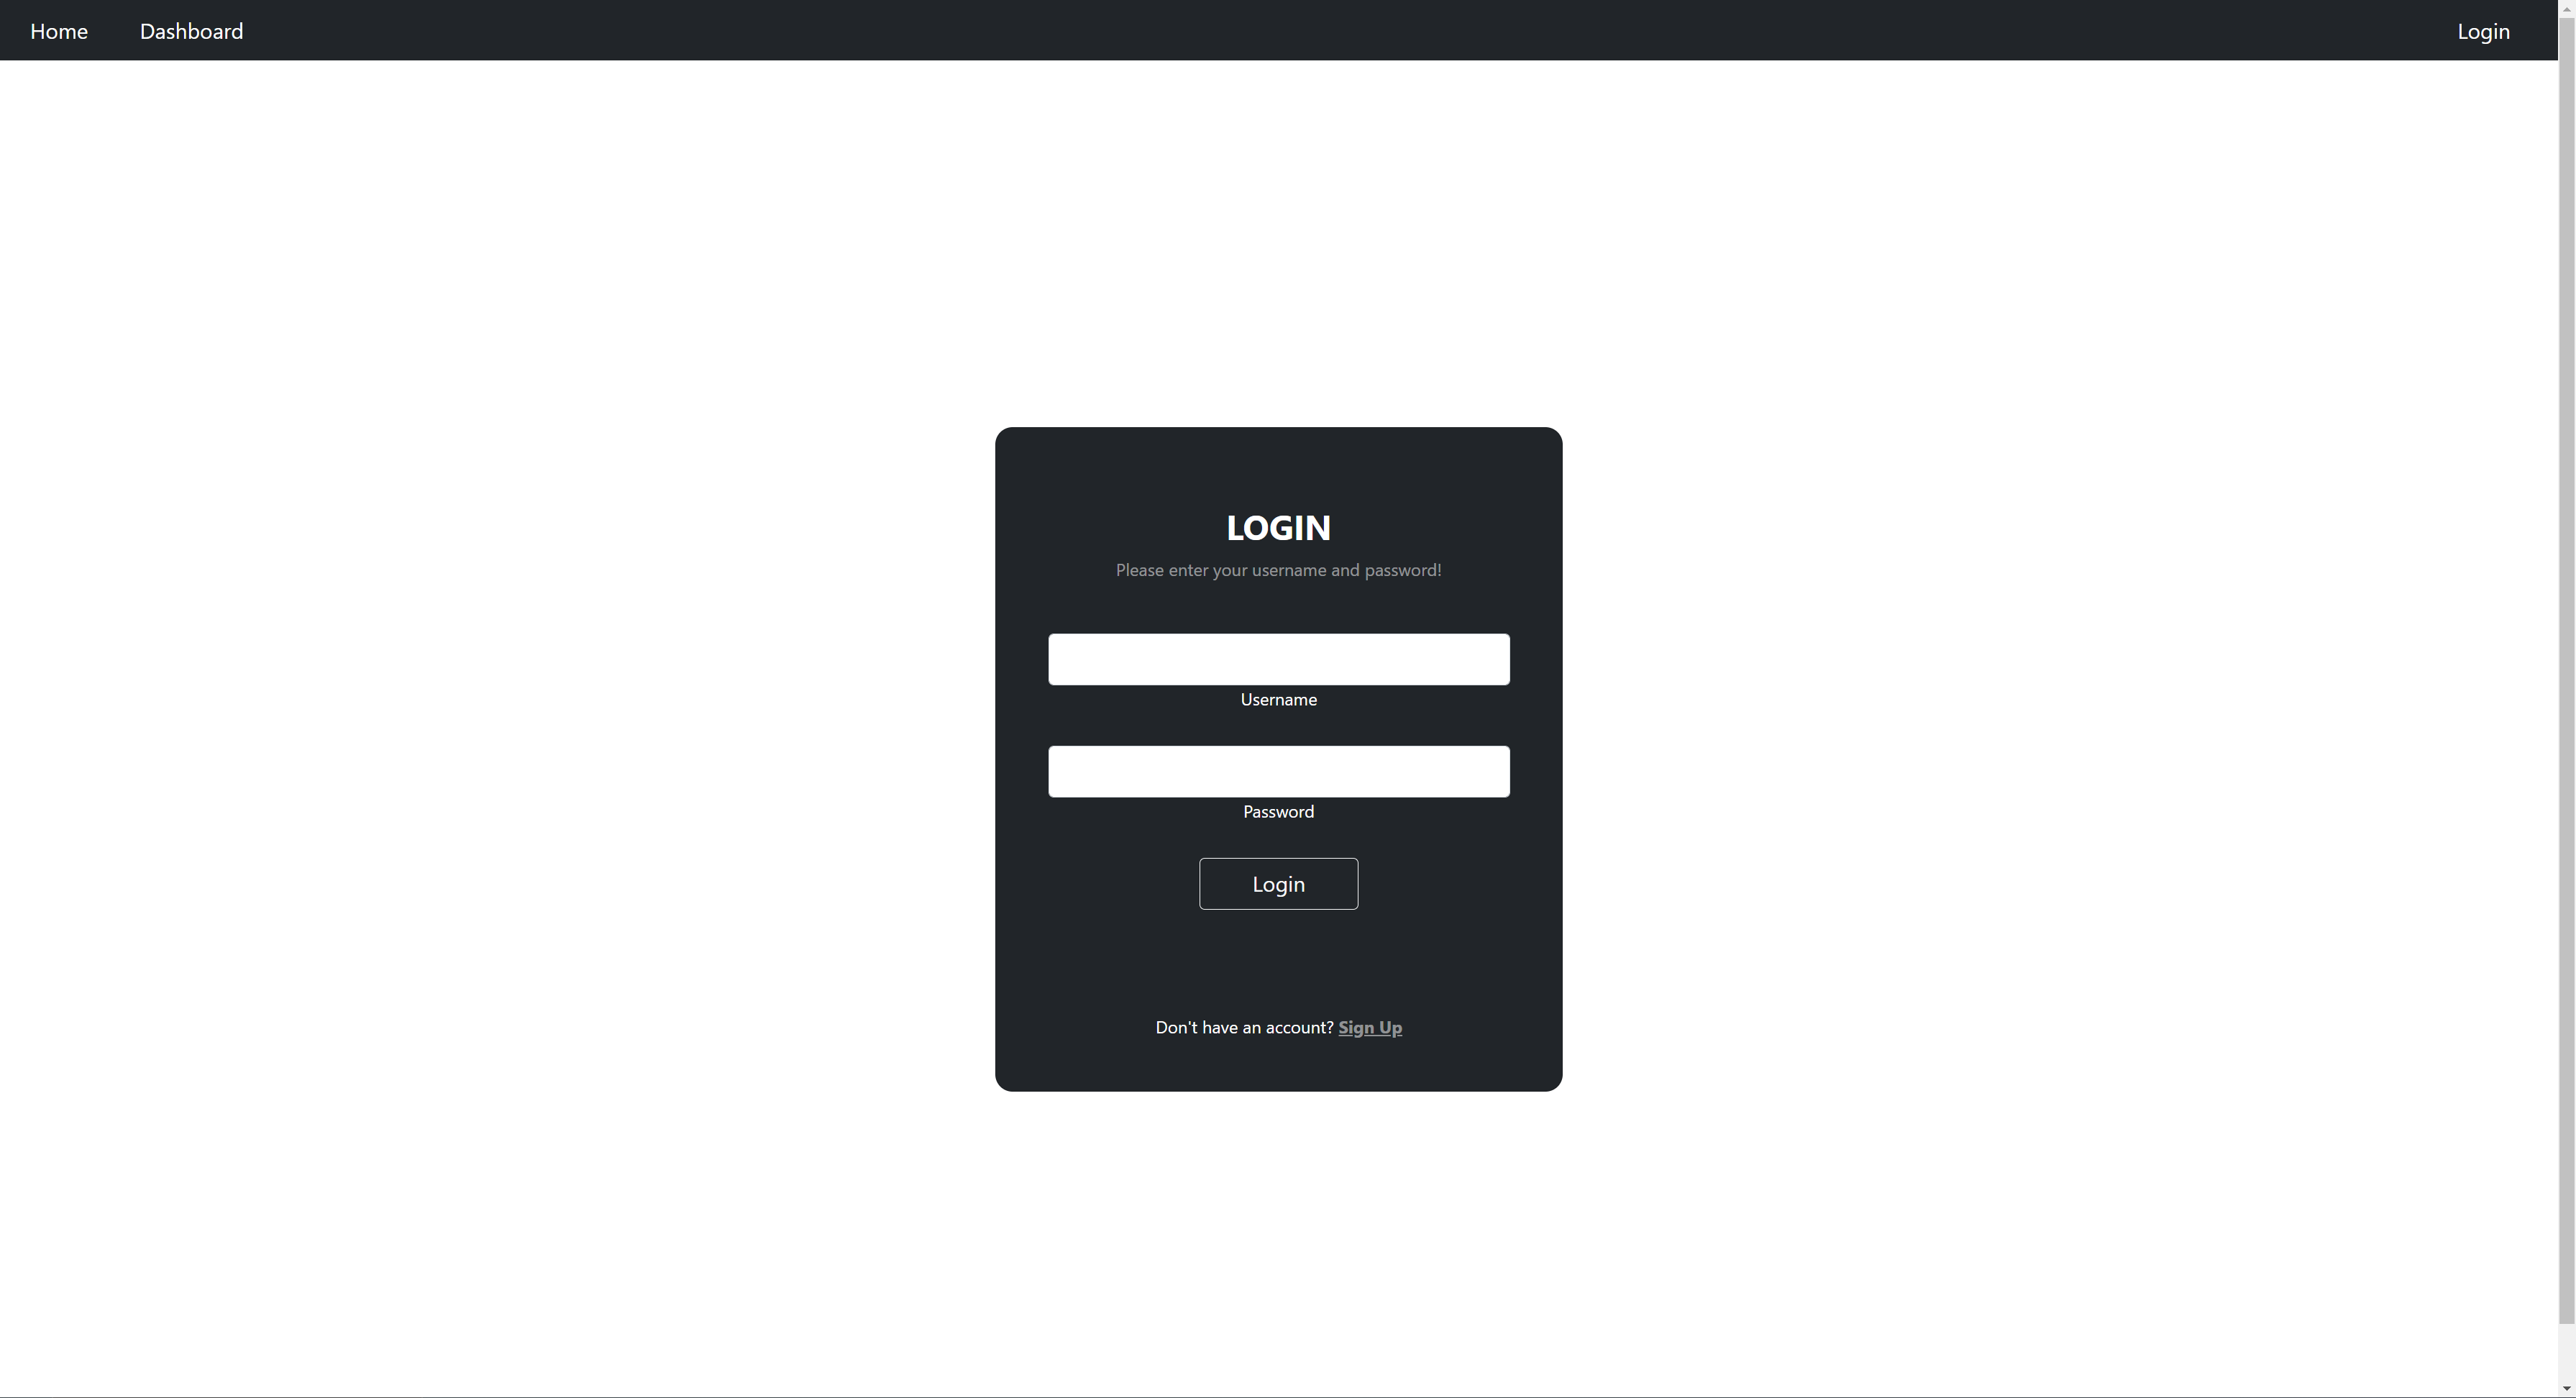 Home Dashboard Login
LOGIN
Please enter your username and password!
Username
Password
Login
Don't have an account? Sign Up